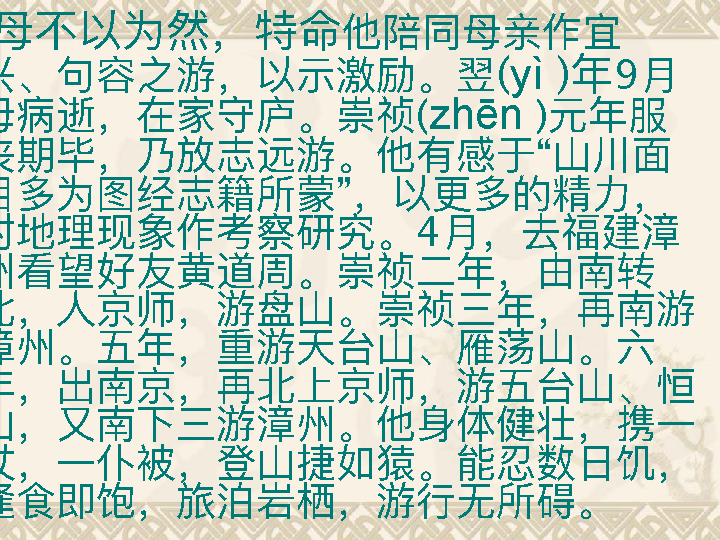 母不以为然，特命他陪同母亲作宜
兴、句容之游，以示激励。翌(yì )年9月
母病逝，在家守庐。崇祯(zhēn )元年服
丧期毕，乃放志远游。他有感于“山川面
目多为图经志籍所蒙”，以更多的精力，
对地理现象作考察研究。4月，去福建漳
州看望好友黄道周。崇祯二年，由南转
北，人京师，游盘山。崇祯三年，再南游
漳州。五年，重游天台山、雁荡山。六
年，出南京，再北上京师，游五台山、恒
山，又南下三游漳州。他身体健壮，携一
杖，一仆被，登山捷如猿。能忍数日饥，
逢食即饱，旅泊岩栖，游行无所碍。